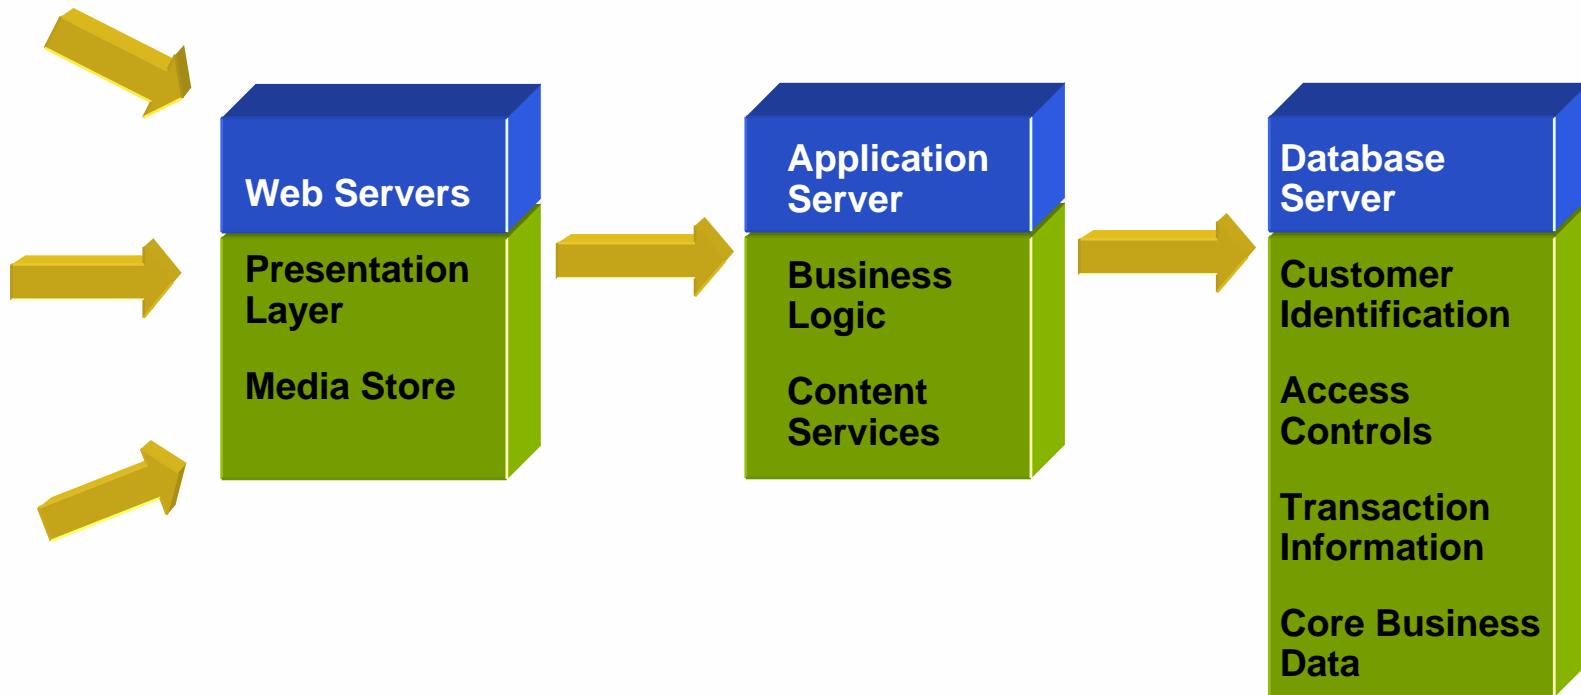 Web Servers
Presentation
Layer
Media Store
Application
Server
Business
Logic
Content
Services
Database
Server
Customer
Identification
Access
Controls
Transaction
Information
Core Business
Data